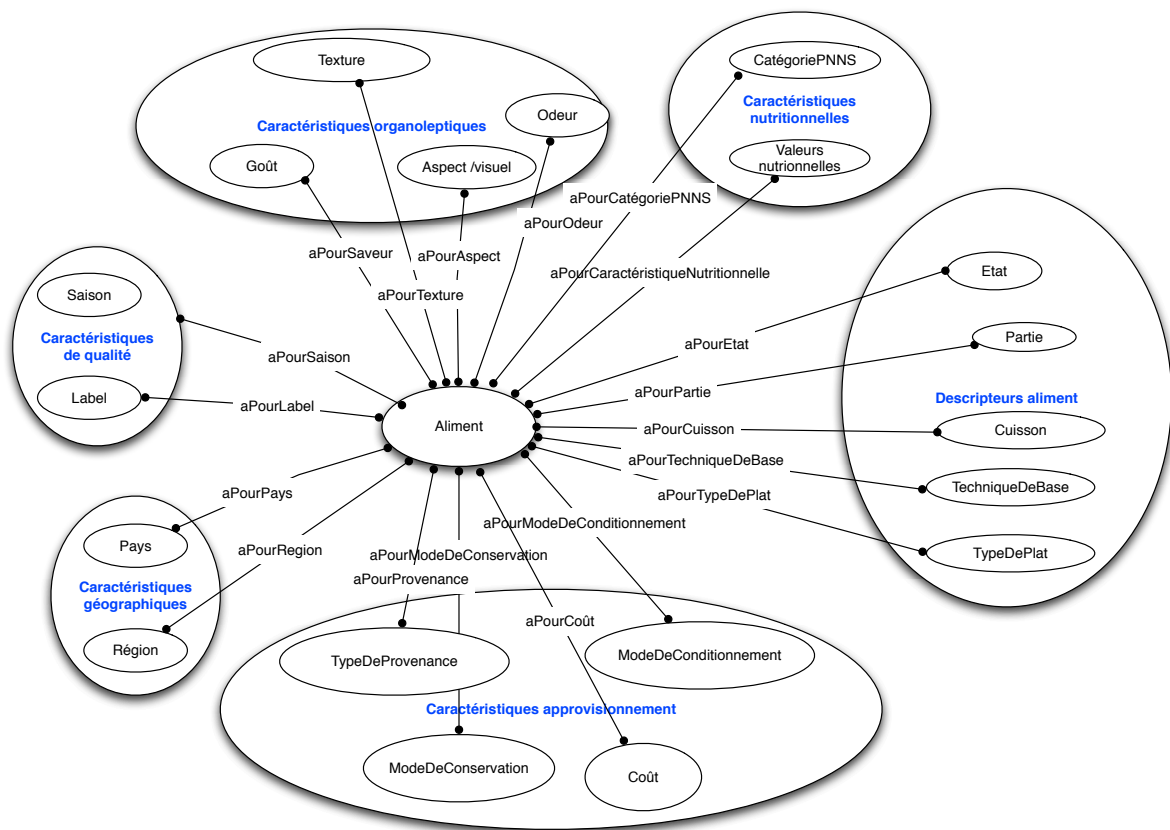 Texture
CatégoriePNNS
Caractéristiques
nutritionnelles
Odeur
Caractéristiques organoleptiques
Goût
Aspect /visuel
Valeurs
nutrionnelles
aPourCatégoriePNNS
aPourOdeur
aPourSaveur
aPourAspect
aPourCaractéristiqueNutritionnelle
Etat
Saison
aPourTexture
Caractéristiques
de qualité
aPourSaison
aPourEtat
Partie
Label
aPourLabel
aPourPartie
Descripteurs aliment
Aliment
aPourCuisson
Cuisson
aPourTechniqueDeBase
TechniqueDeBase
aPourPays
aPourTypeDePlat
aPourModeDeConditionnement
Pays
aPourRegion
aPourModeDeConservation
TypeDePlat
aPourProvenance
Caractéristiques
géographiques
aPourCoût
Région
TypeDeProvenance
ModeDeConditionnement
Caractéristiques approvisionnement
ModeDeConservation
Coût